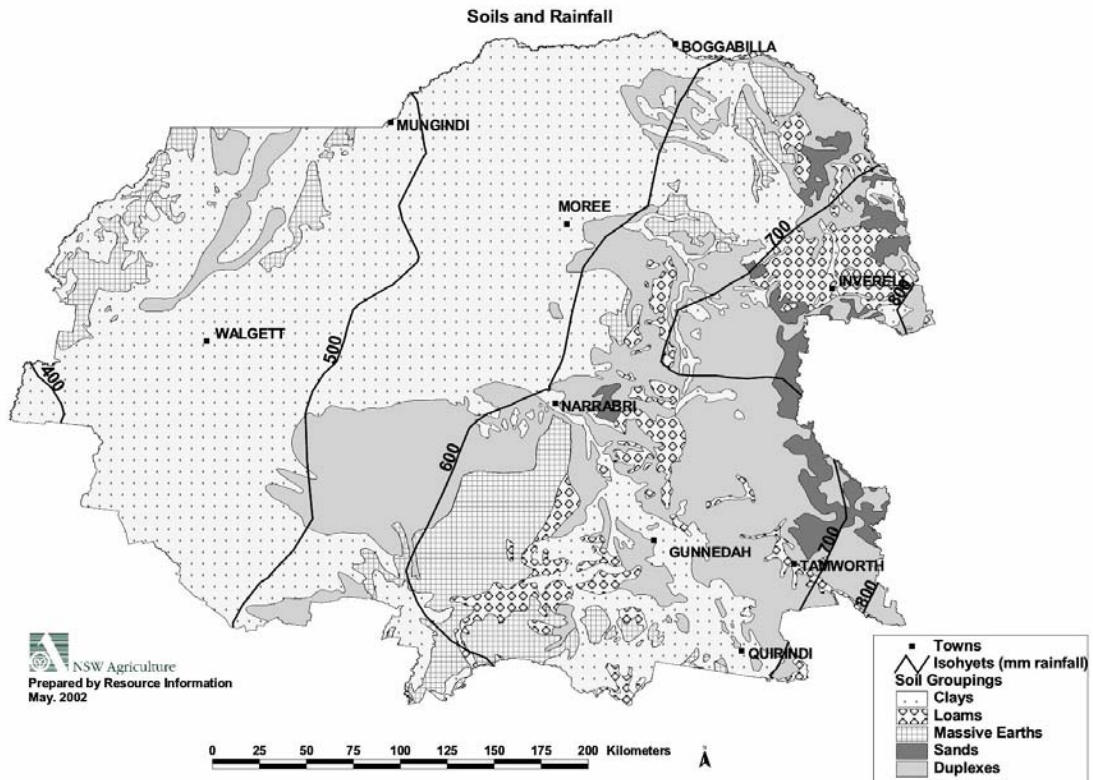 Soils and Rainfall
BOGGABILLA
MUNGINDI
MOREE
700
INVERELL
800
WALGETT
500
400
NARRABRI
600
GUNNEDAH
700
TAMWORTH
800
QUIRINDI
NSW Agriculture
Prepared by Resource Information
May. 2002
0 25 50 75 100 125 150 175 200 Kilometers
N
Towns
Isohyets (mm rainfall)
Soil Groupings
Clays
Loams
Massive Earths
Sands
Duplexes